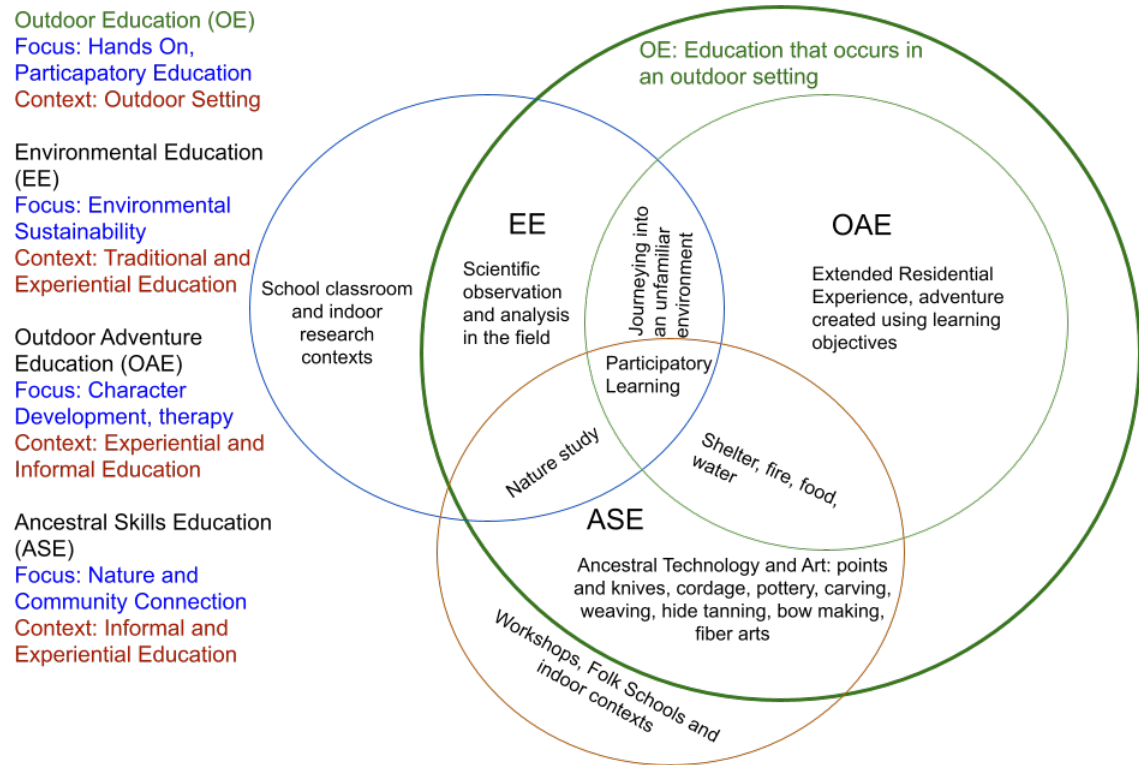 Outdoor Education (OE)
Focus: Hands On,
Particapatory Education
Context: Outdoor Setting
Environmental Education
(EE)
Focus: Environmental
Sustainability
Context: Traditional and
Experiential Education
Outdoor Adventure
Education (OAE)
Focus: Character
Development, therapy
Context: Experiential and
Informal Education
Ancestral Skills Education
(ASE)
Focus: Nature and
Community Connection
Context: Informal and
Experiential Education
OE: Education that occurs in
an outdoor setting
School classroom
and indoor
research
contexts
EE
Scientific
observation
and analysis
in the field
Journeying into
an unfamiliar
environment
OAE
Extended Residential
Experience, adventure
created using learning
objectives
Participatory
Learning
Nature study
Shelter, fire, food,
water
ASE
Ancestral Technology and Art: points
and knives, cordage, pottery, carving,
weaving, hide tanning, bow making,
fiber arts
Workshops, Folk Schools and
indoor contexts